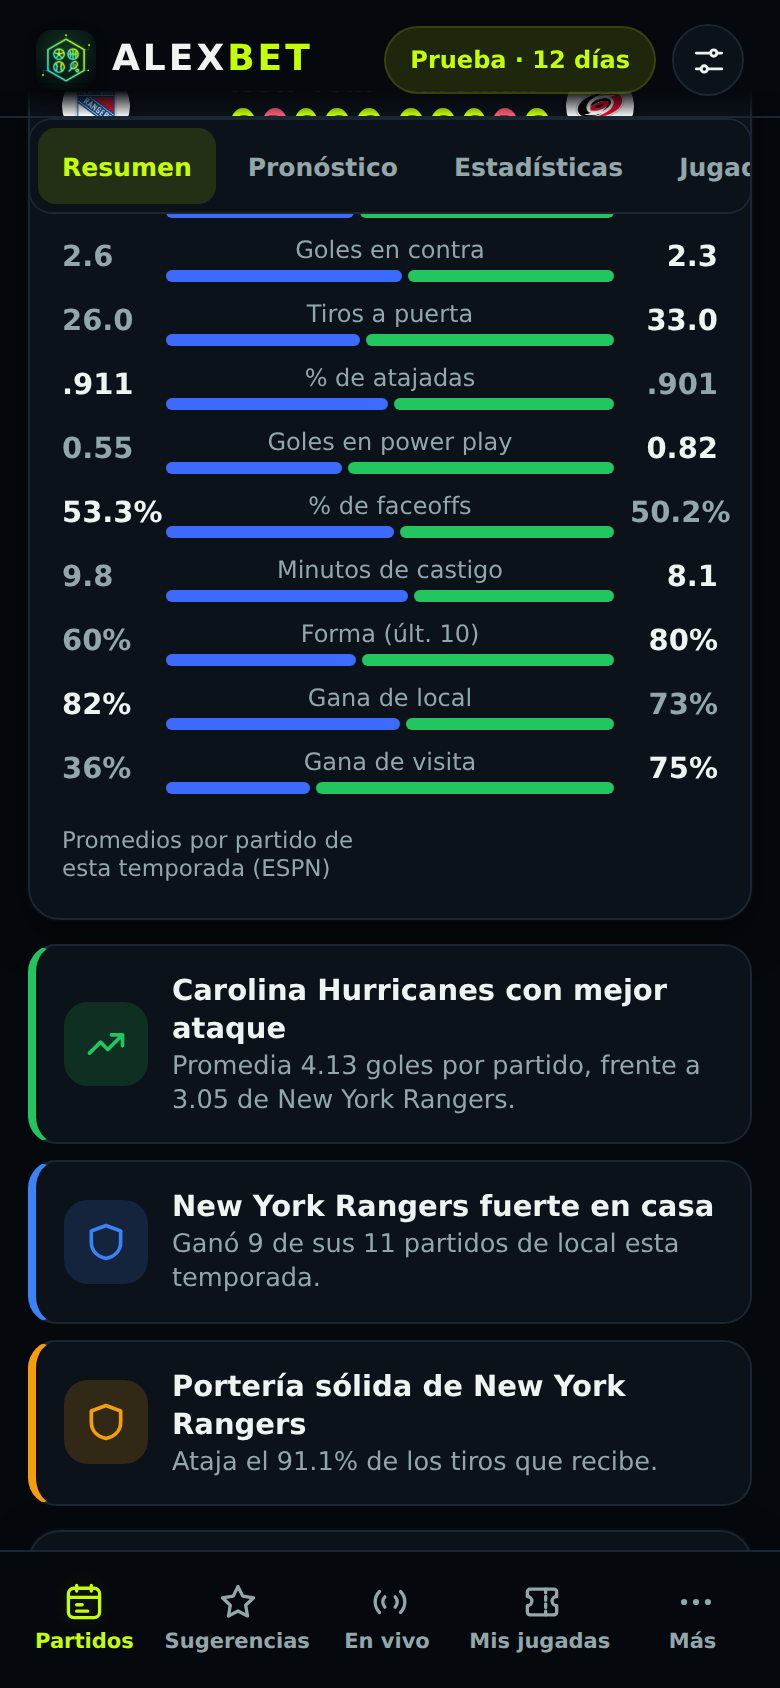 ALEXBET
Prueba · 12 días
RANGERS
Resumen Pronóstico Estadísticas Jugad
2.6 Goles en contra 2.3
26.0 Tiros a puerta 33.0
.911 % de atajadas .901
0.55 Goles en power play 0.82
53.3% % de faceoffs 50.2%
9.8 Minutos de castigo 8.1
60% Forma (últ. 10) 80%
82% Gana de local 73%
36% Gana de visita 75%
Promedios por partido de
esta temporada (ESPN)
Carolina Hurricanes con mejor
ataque
Promedia 4.13 goles por partido, frente a
3.05 de New York Rangers.
New York Rangers fuerte en casa
Ganó 9 de sus 11 partidos de local esta
temporada.
Portería sólida de New York
Rangers
Ataja el 91.1% de los tiros que recibe.
Partidos Sugerencias En vivo Mis jugadas Más